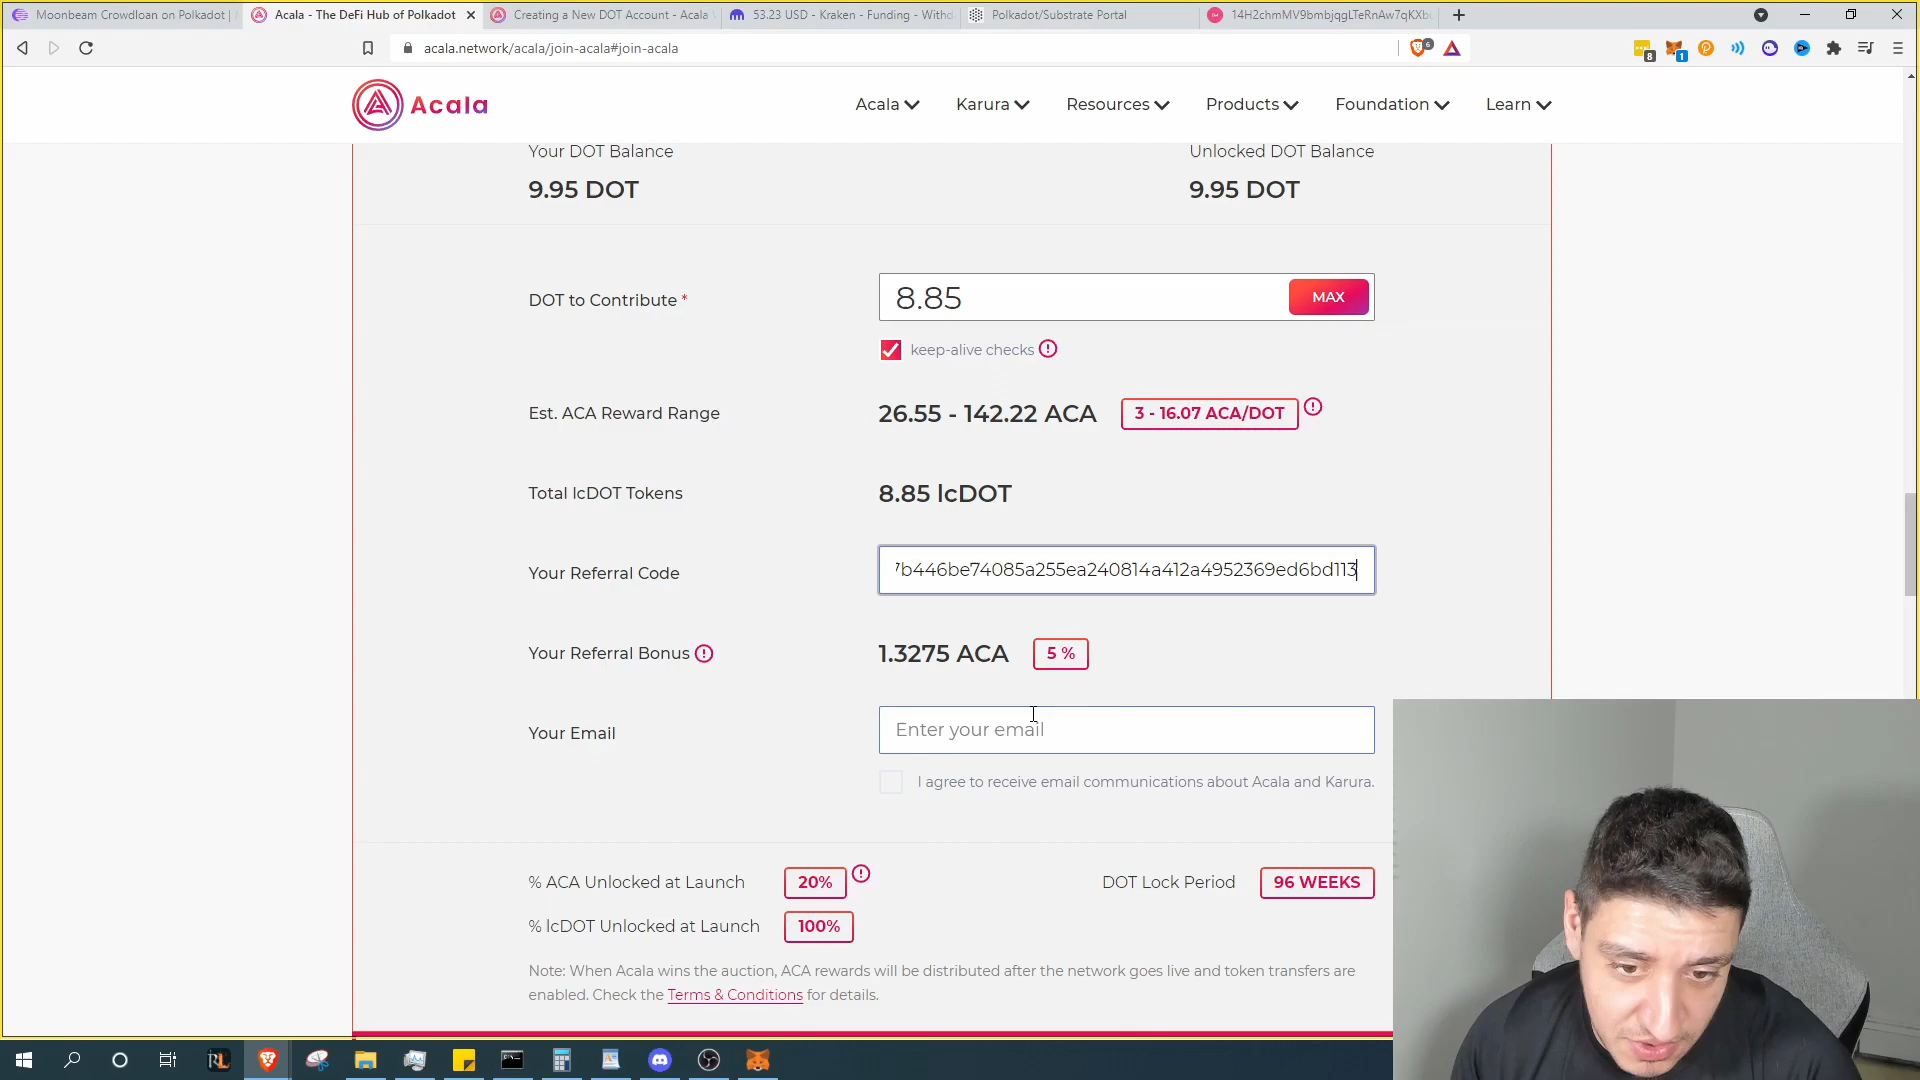 Moonbeam Crowdloan on Polkadot |
Acala - The DeFi Hub of Polkadot
Creating a New DOT Account - Acala
53.23 USD - Kraken - Funding - Withd
Polkadot/Substrate Portal
14H2chmMV9bmbjqgLTeRnAw7qKXb
acala.network/acala/join-acala#join-acala
6
8
1
Acala
Acala
Karura
Resources
Products
Foundation
Learn
Your DOT Balance
Unlocked DOT Balance
9.95 DOT
9.95 DOT
DOT to Contribute *
8.85
MAX
keep-alive checks
Est. ACA Reward Range
26.55 - 142.22 ACA
3 - 16.07 ACA/DOT
Total lcDOT Tokens
8.85 lcDOT
Your Referral Code
7b446be74085a255ea240814a412a4952369ed6bd113
Your Referral Bonus
1.3275 ACA
5 %
Your Email
Enter your email
I agree to receive email communications about Acala and Karura.
% ACA Unlocked at Launch
20%
DOT Lock Period
96 WEEKS
% lcDOT Unlocked at Launch
100%
Note: When Acala wins the auction, ACA rewards will be distributed after the network goes live and token transfers are
enabled. Check the Terms & Conditions for details.
RL